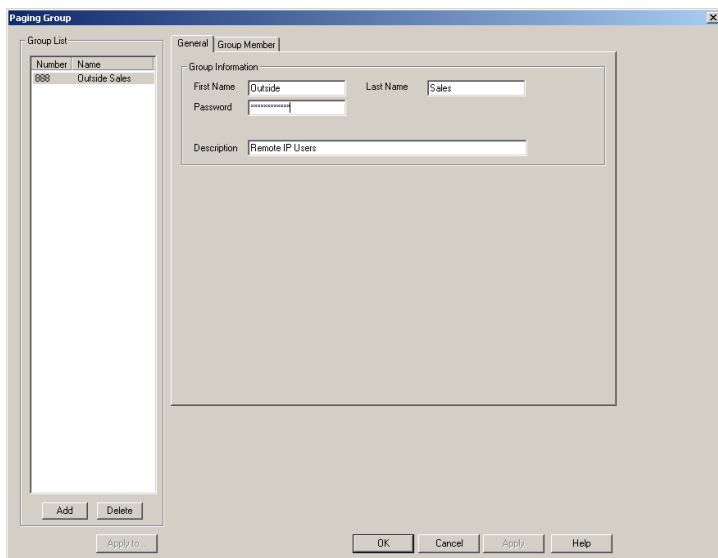 Paging Group
Group List
Number Name
888 Outside Sales
Add Delete
Apply to...
General Group Member
Group Information
First Name Outside Last Name Sales
Password ************
Description Remote IP Users
OK Cancel Apply Help